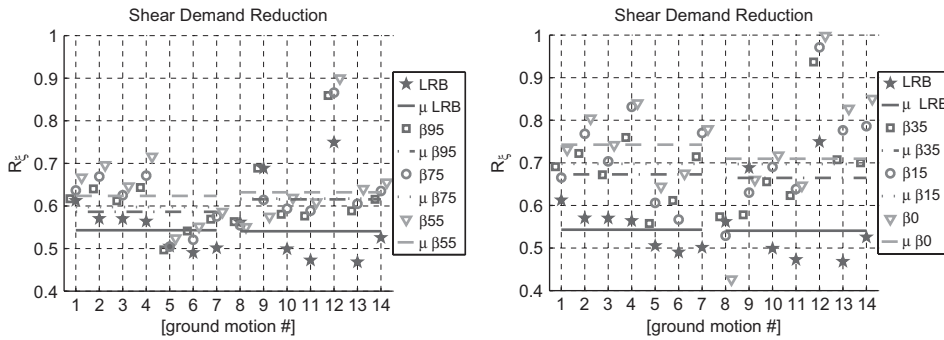 Shear Demand Reduction
1
0.9
0.8
0.7
0.6
0.5
0.4
Rξ
1 2 3 4 5 6 7 8 9 10 11 12 13 14
[ground motion #]
LRB
μ LRB
β95
μ β95
β75
μ β75
β55
μ β55
Shear Demand Reduction
1
0.9
0.8
0.7
0.6
0.5
0.4
Rξ
1 2 3 4 5 6 7 8 9 10 11 12 13 14
[ground motion #]
LRB
μ LRB
β35
μ β35
β15
μ β15
β0
μ β0